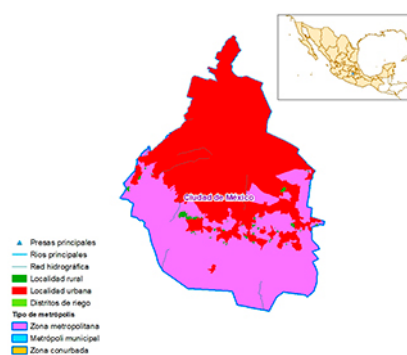 Ciudad de México
Presas principales
Rios principales
Red hidrográfica
Localidad rural
Localidad urbana
Distritos de riego
Tipo de metrópolis
Zona metropolitana
Metrópoli municipal
Zona conurbada